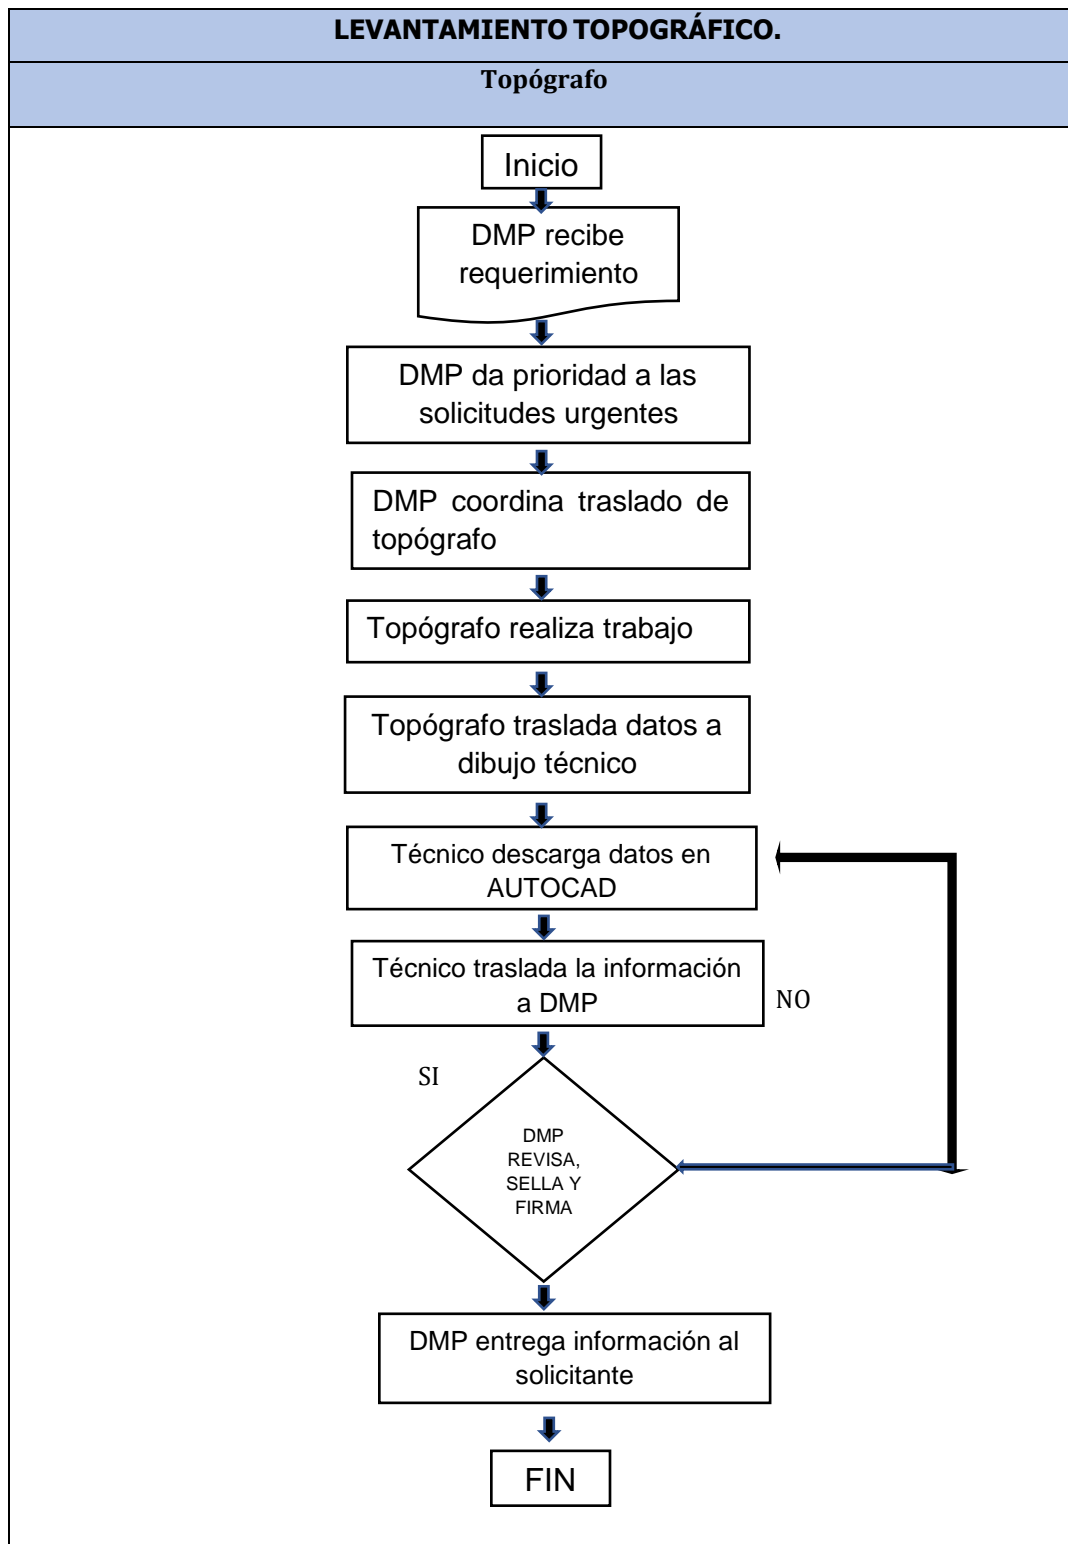 LEVANTAMIENTO TOPOGRÁFICO.
Topógrafo
Inicio
DMP recibe
requerimiento
DMP da prioridad a las
solicitudes urgentes
DMP coordina traslado de
topógrafo
Topógrafo realiza trabajo
Topógrafo traslada datos a
dibujo técnico
Técnico descarga datos en
AUTOCAD
Técnico traslada la información
a DMP
NO
SI
DMP
REVISA,
SELLA Y
FIRMA
DMP entrega información al
solicitante
FIN